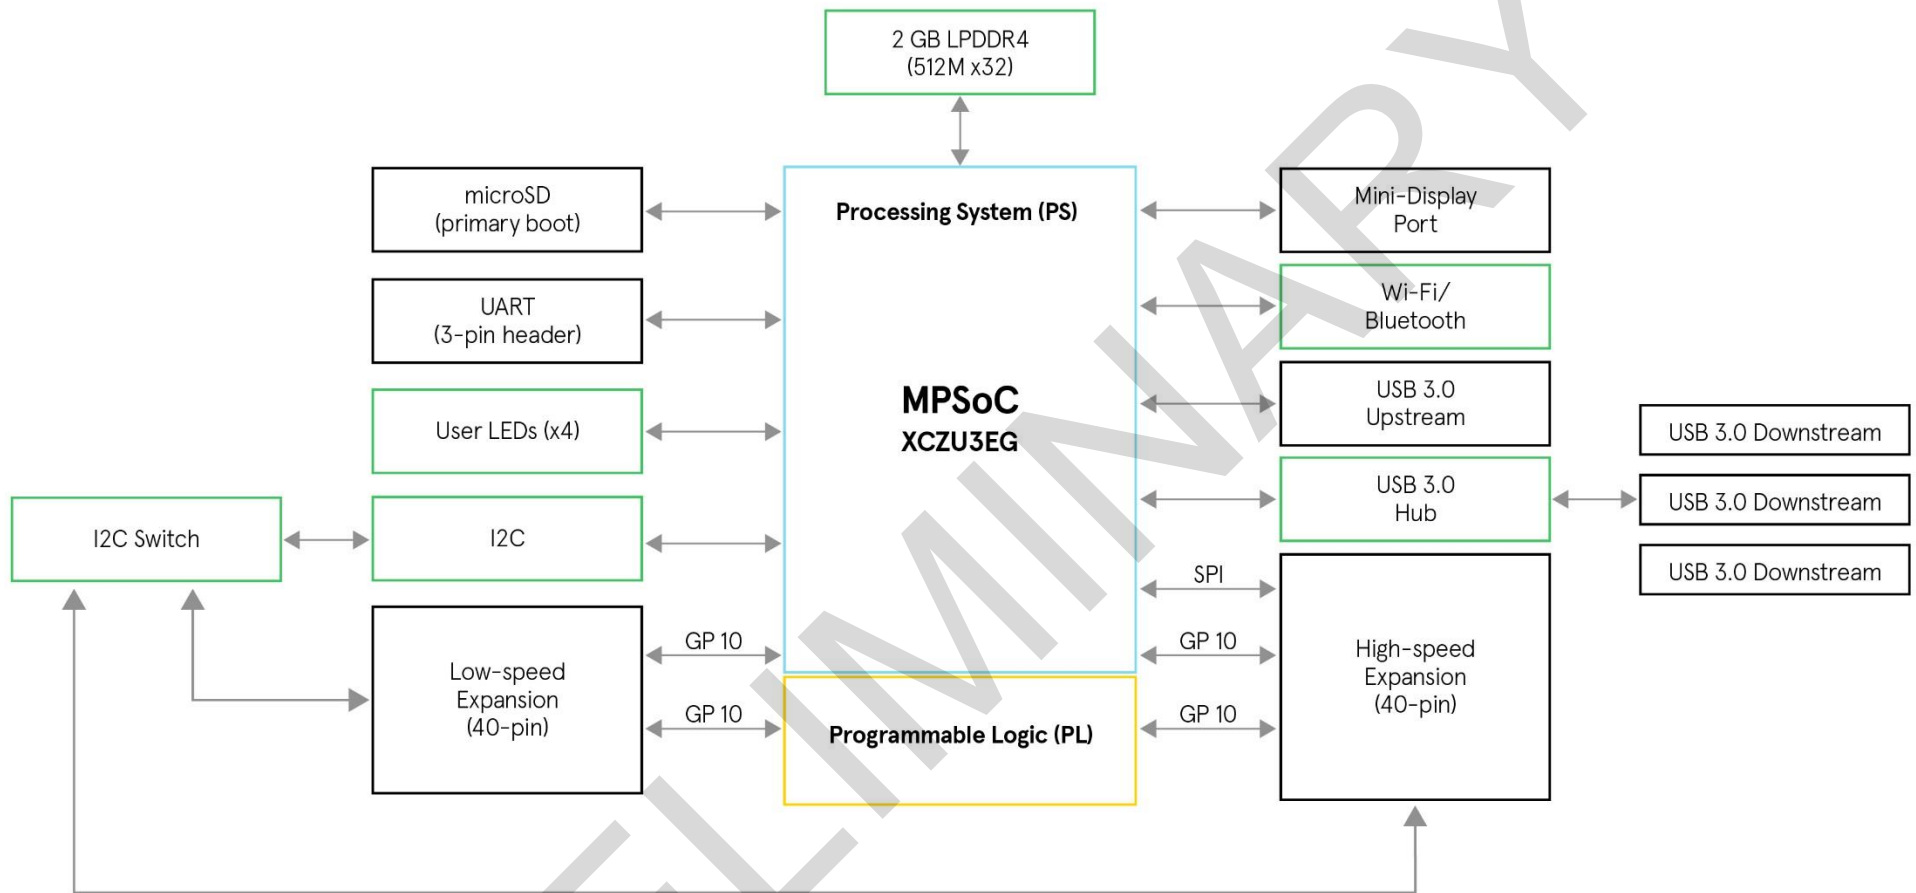 2 GB LPDDR4
(512M x32)
microSD
(primary boot)
Processing System (PS)
Mini-Display
Port
UART
(3-pin header)
Wi-Fi/
Bluetooth
User LEDs (x4)
MPSoC
XCZU3EG
USB 3.0
Upstream
USB 3.0 Downstream
I2C Switch
I2C
USB 3.0
Hub
USB 3.0 Downstream
SPI
USB 3.0 Downstream
Low-speed
Expansion
(40-pin)
GP 10
GP 10
High-speed
Expansion
(40-pin)
GP 10
Programmable Logic (PL)
GP 10
ELIMINARY